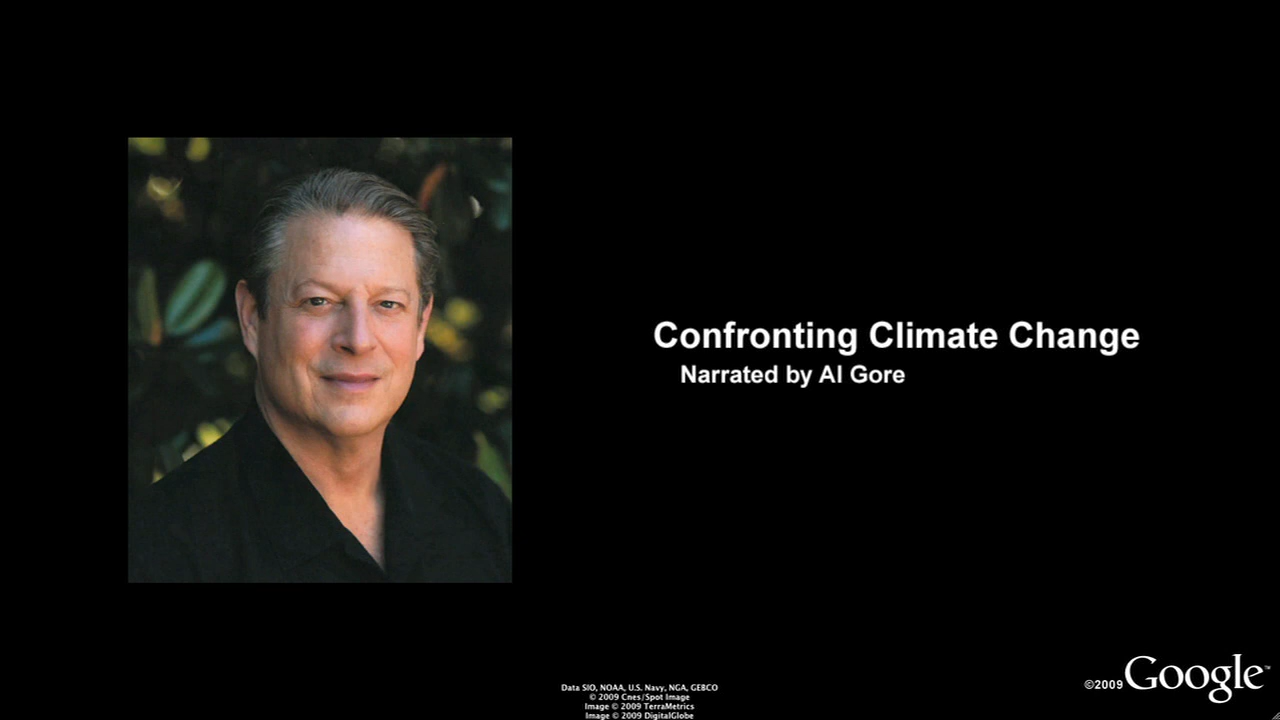 Confronting Climate Change
Narrated by Al Gore
Data SIO, NOAA, U.S. Navy, NGA, GEBCO
© 2009 Cnes/Spot Image
Image © 2009 TerraMetrics
Image © 2009 DigitalGlobe
©2009 Google™